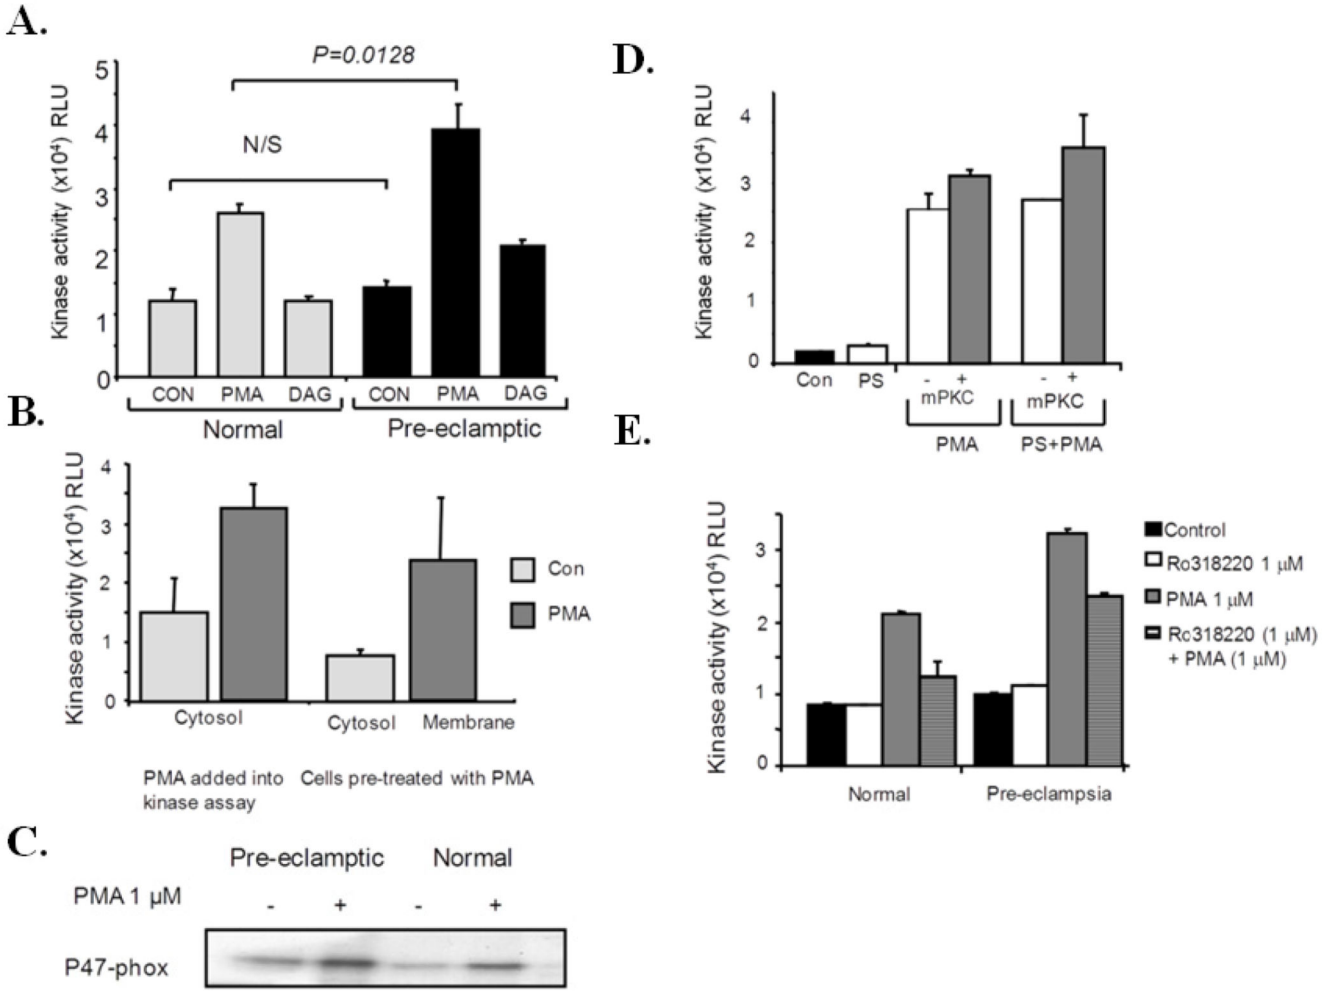 A.
P=0.0128
N/S
Kinase activity (x10⁴) RLU
5
4
3
2
1
0
CON PMA DAG CON PMA DAG
Normal Pre-eclamptic
B.
Kinase activity (x10⁴) RLU
4
3
2
1
0
Con
PMA
Cytosol Cytosol Membrane
PMA added into Cells pre-treated with PMA
kinase assay
C.
Pre-eclamptic Normal
PMA 1 µM - + - +
P47-phox
D.
Kinase activity (x10⁴) RLU
4
3
2
1
0
Con PS - + - +
mPKC mPKC
PMA PS+PMA
E.
Kinase activity (x10⁴) RLU
3
2
1
0
Normal Pre-eclampsia
Control
Ro318220 1 µM
PMA 1 µM
Ro318220 (1 µM)
+ PMA (1 µM)